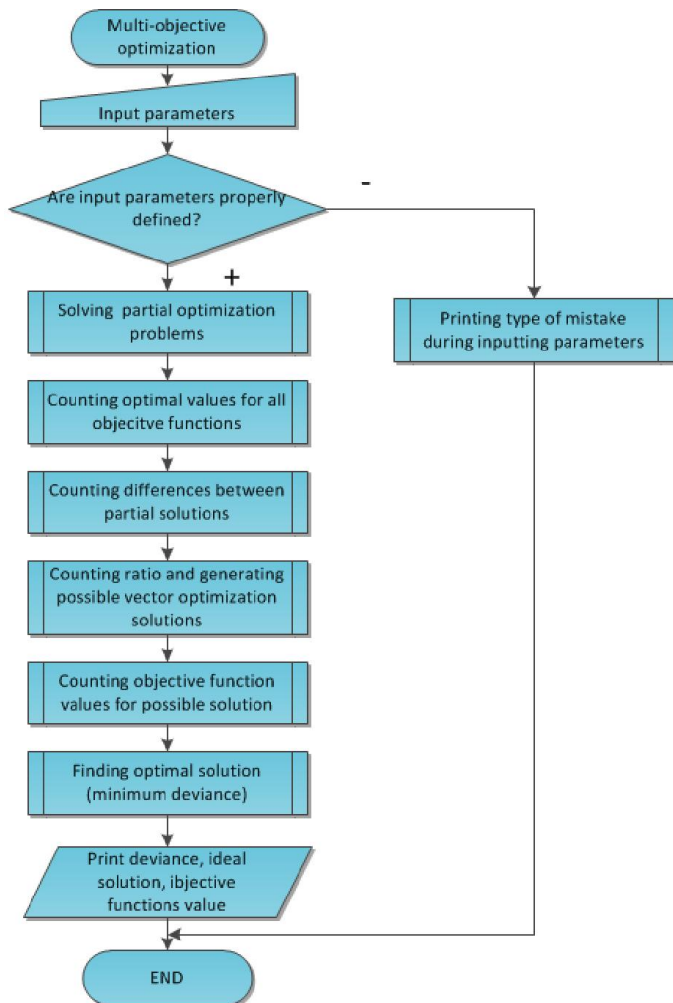 Multi-objective
optimization
Input parameters
Are input parameters properly
defined?
-
+
Solving partial optimization
problems
Printing type of mistake
during inputting parameters
Counting optimal values for all
objecitve functions
Counting differences between
partial solutions
Counting ratio and generating
possible vector optimization
solutions
Counting objective function
values for possible solution
Finding optimal solution
(minimum deviance)
Print deviance, ideal
solution, ibjective
functions value
END